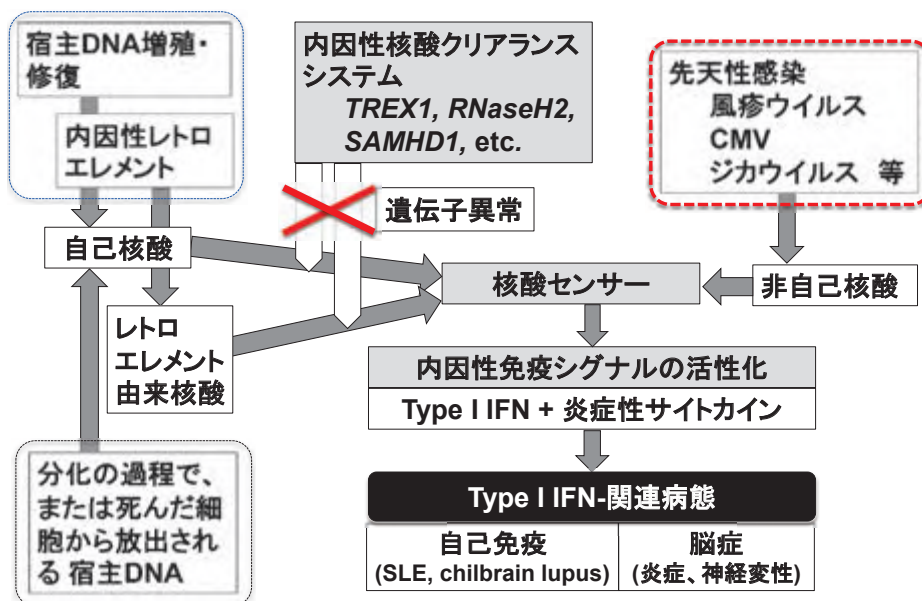 宿主DNA増殖・
修復
内因性レトロ
エレメント
内因性核酸クリアランス
システム
TREX1, RNaseH2,
SAMHD1, etc.
先天性感染
風疹ウイルス
CMV
ジカウイルス 等
遺伝子異常
自己核酸
核酸センサー
非自己核酸
レトロ
エレメント
由来核酸
内因性免疫シグナルの活性化
Type I IFN + 炎症性サイトカイン
分化の過程で、
または死んだ細
胞から放出され
る 宿主DNA
Type I IFN-関連病態
自己免疫
(SLE, chilbrain lupus)
脳症
(炎症、神経変性)